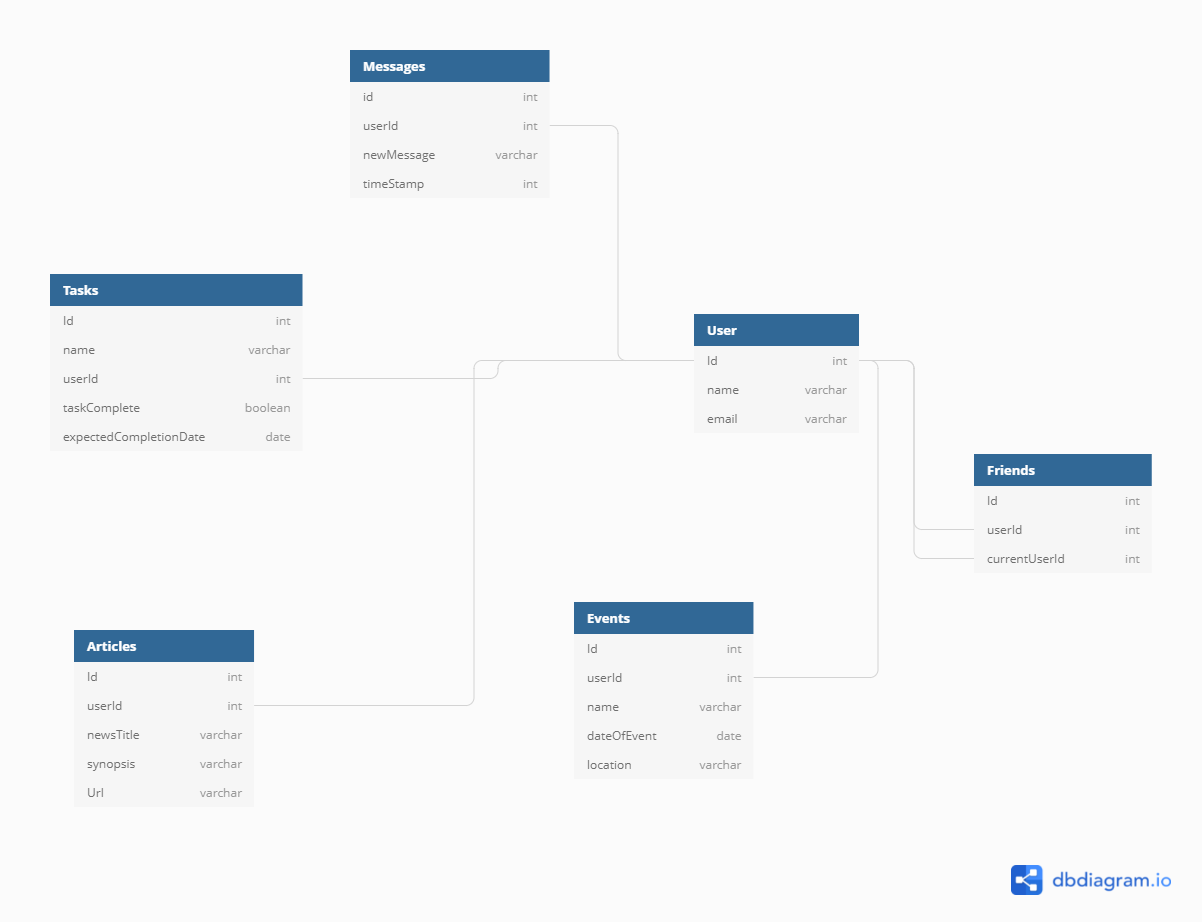 Messages
id int
userId int
newMessage varchar
timeStamp int
Tasks
Id int
name varchar
userId int
taskComplete boolean
expectedCompletionDate date
User
Id int
name varchar
email varchar
Friends
Id int
userId int
currentUserId int
Events
Id int
userId int
name varchar
dateOfEvent date
location varchar
Articles
Id int
userId int
newsTitle varchar
synopsis varchar
Url varchar
dbdiagram.io